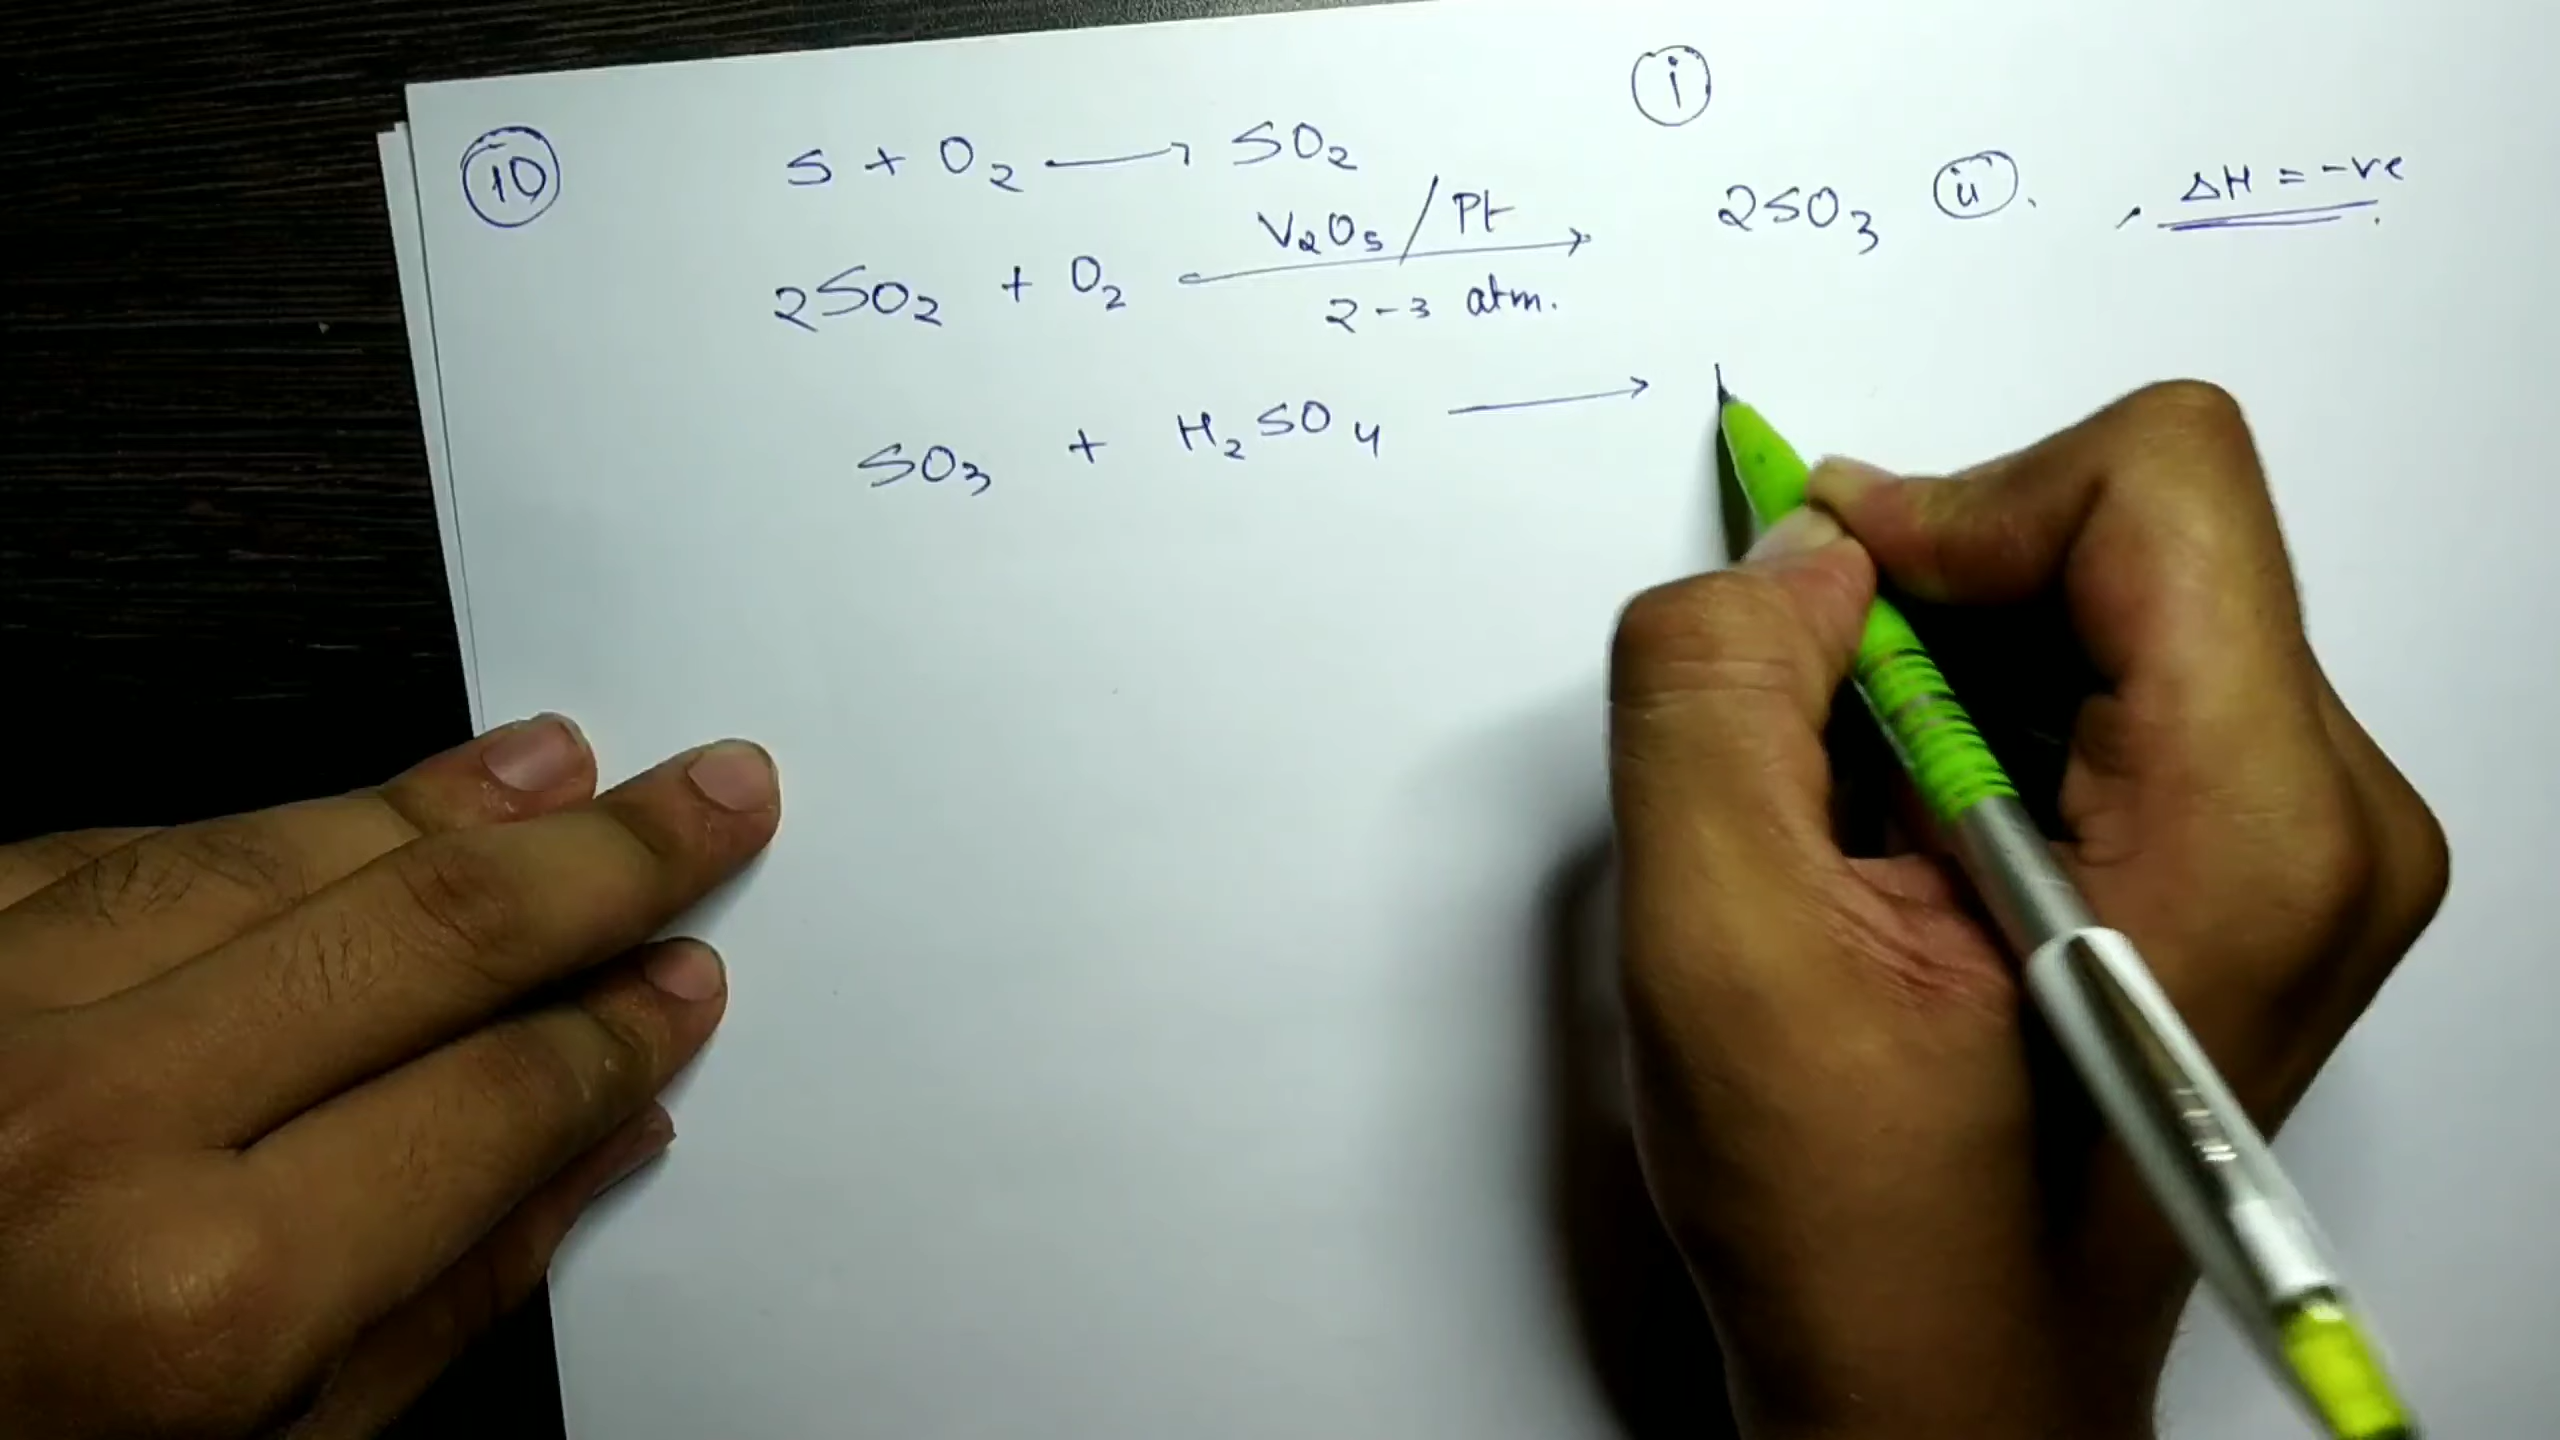 10 S + O2 → SO2 i
2SO2 + O2 V2O5/Pt → 2SO3 ii. , ΔH = -ve.
2-3 atm.
SO3 + H2SO4 →